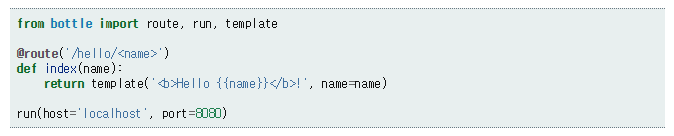 from bottle import route, run, template
@route('/hello/<name>')
def index(name):
    return template('<b>Hello {{name}}</b>!', name=name)
run(host='localhost', port=8080)